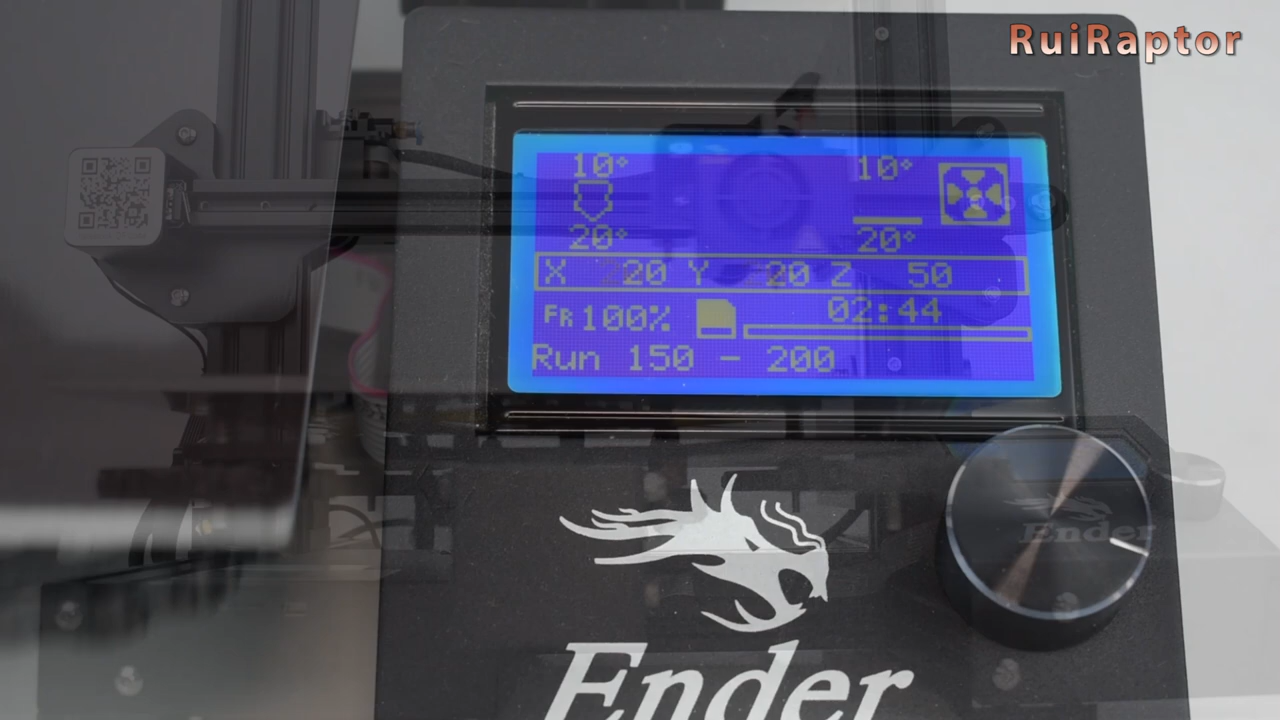 RuiRaptor
10° 10°
20° 20°
X 20 Y 20 Z 50
FR 100% 02:44
Run 150 - 200
Ender
Ender